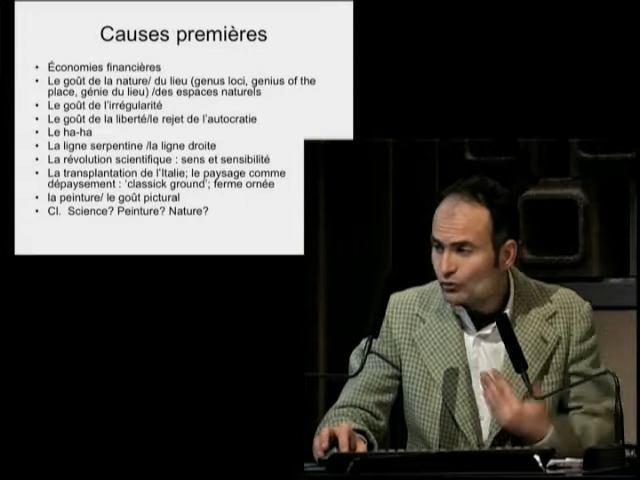 Causes premières
• Économies financières
• Le goût de la nature/ du lieu (genus loci, genius of the
place, génie du lieu) /des espaces naturels
• Le goût de l'irrégularité
• Le goût de la liberté/le rejet de l'autocratie
• Le ha-ha
• La ligne serpentine /la ligne droite
• La révolution scientifique : sens et sensibilité
• La transplantation de l'Italie; le paysage comme
dépaysement : 'classick ground'; ferme ornée
• la peinture/ le goût pictural
• Cl. Science? Peinture? Nature?